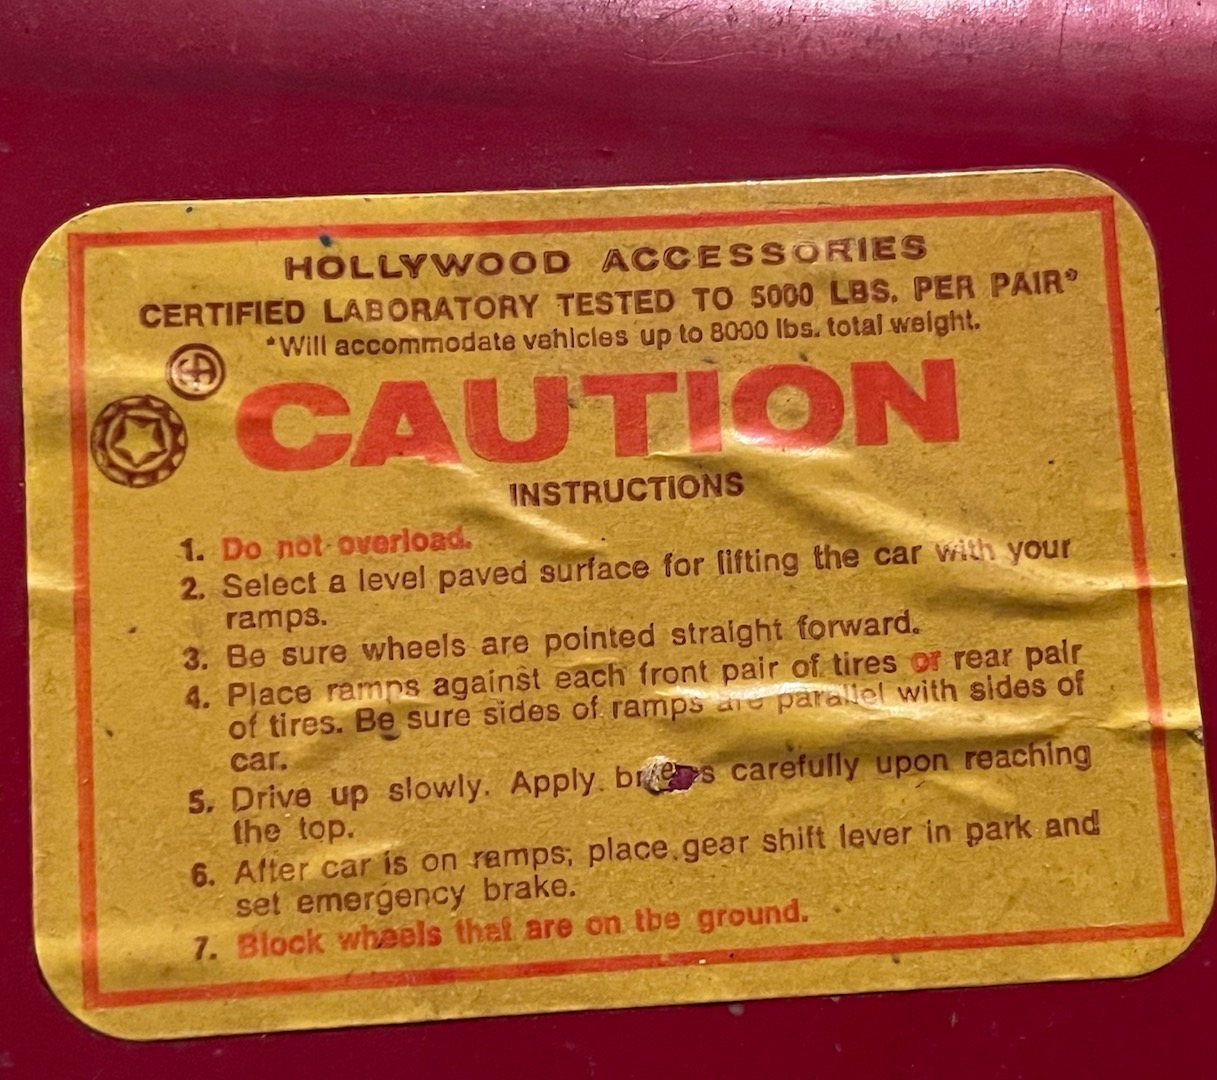 HOLLYWOOD ACCESSORIES
CERTIFIED LABORATORY TESTED TO 5000 LBS. PER PAIR*
*Will accommodate vehicles up to 8000 lbs. total weight.
CAUTION
INSTRUCTIONS
1. Do not overload.
2. Select a level paved surface for lifting the car with your
ramps.
3. Be sure wheels are pointed straight forward.
4. Place ramps against each front pair of tires or rear pair
of tires. Be sure sides of ramps are parallel with sides of
car.
5. Drive up slowly. Apply carefully upon reaching
the top.
6. After car is on ramps, place gear shift lever in park and
set emergency brake.
7. Block wheels that are on the ground.